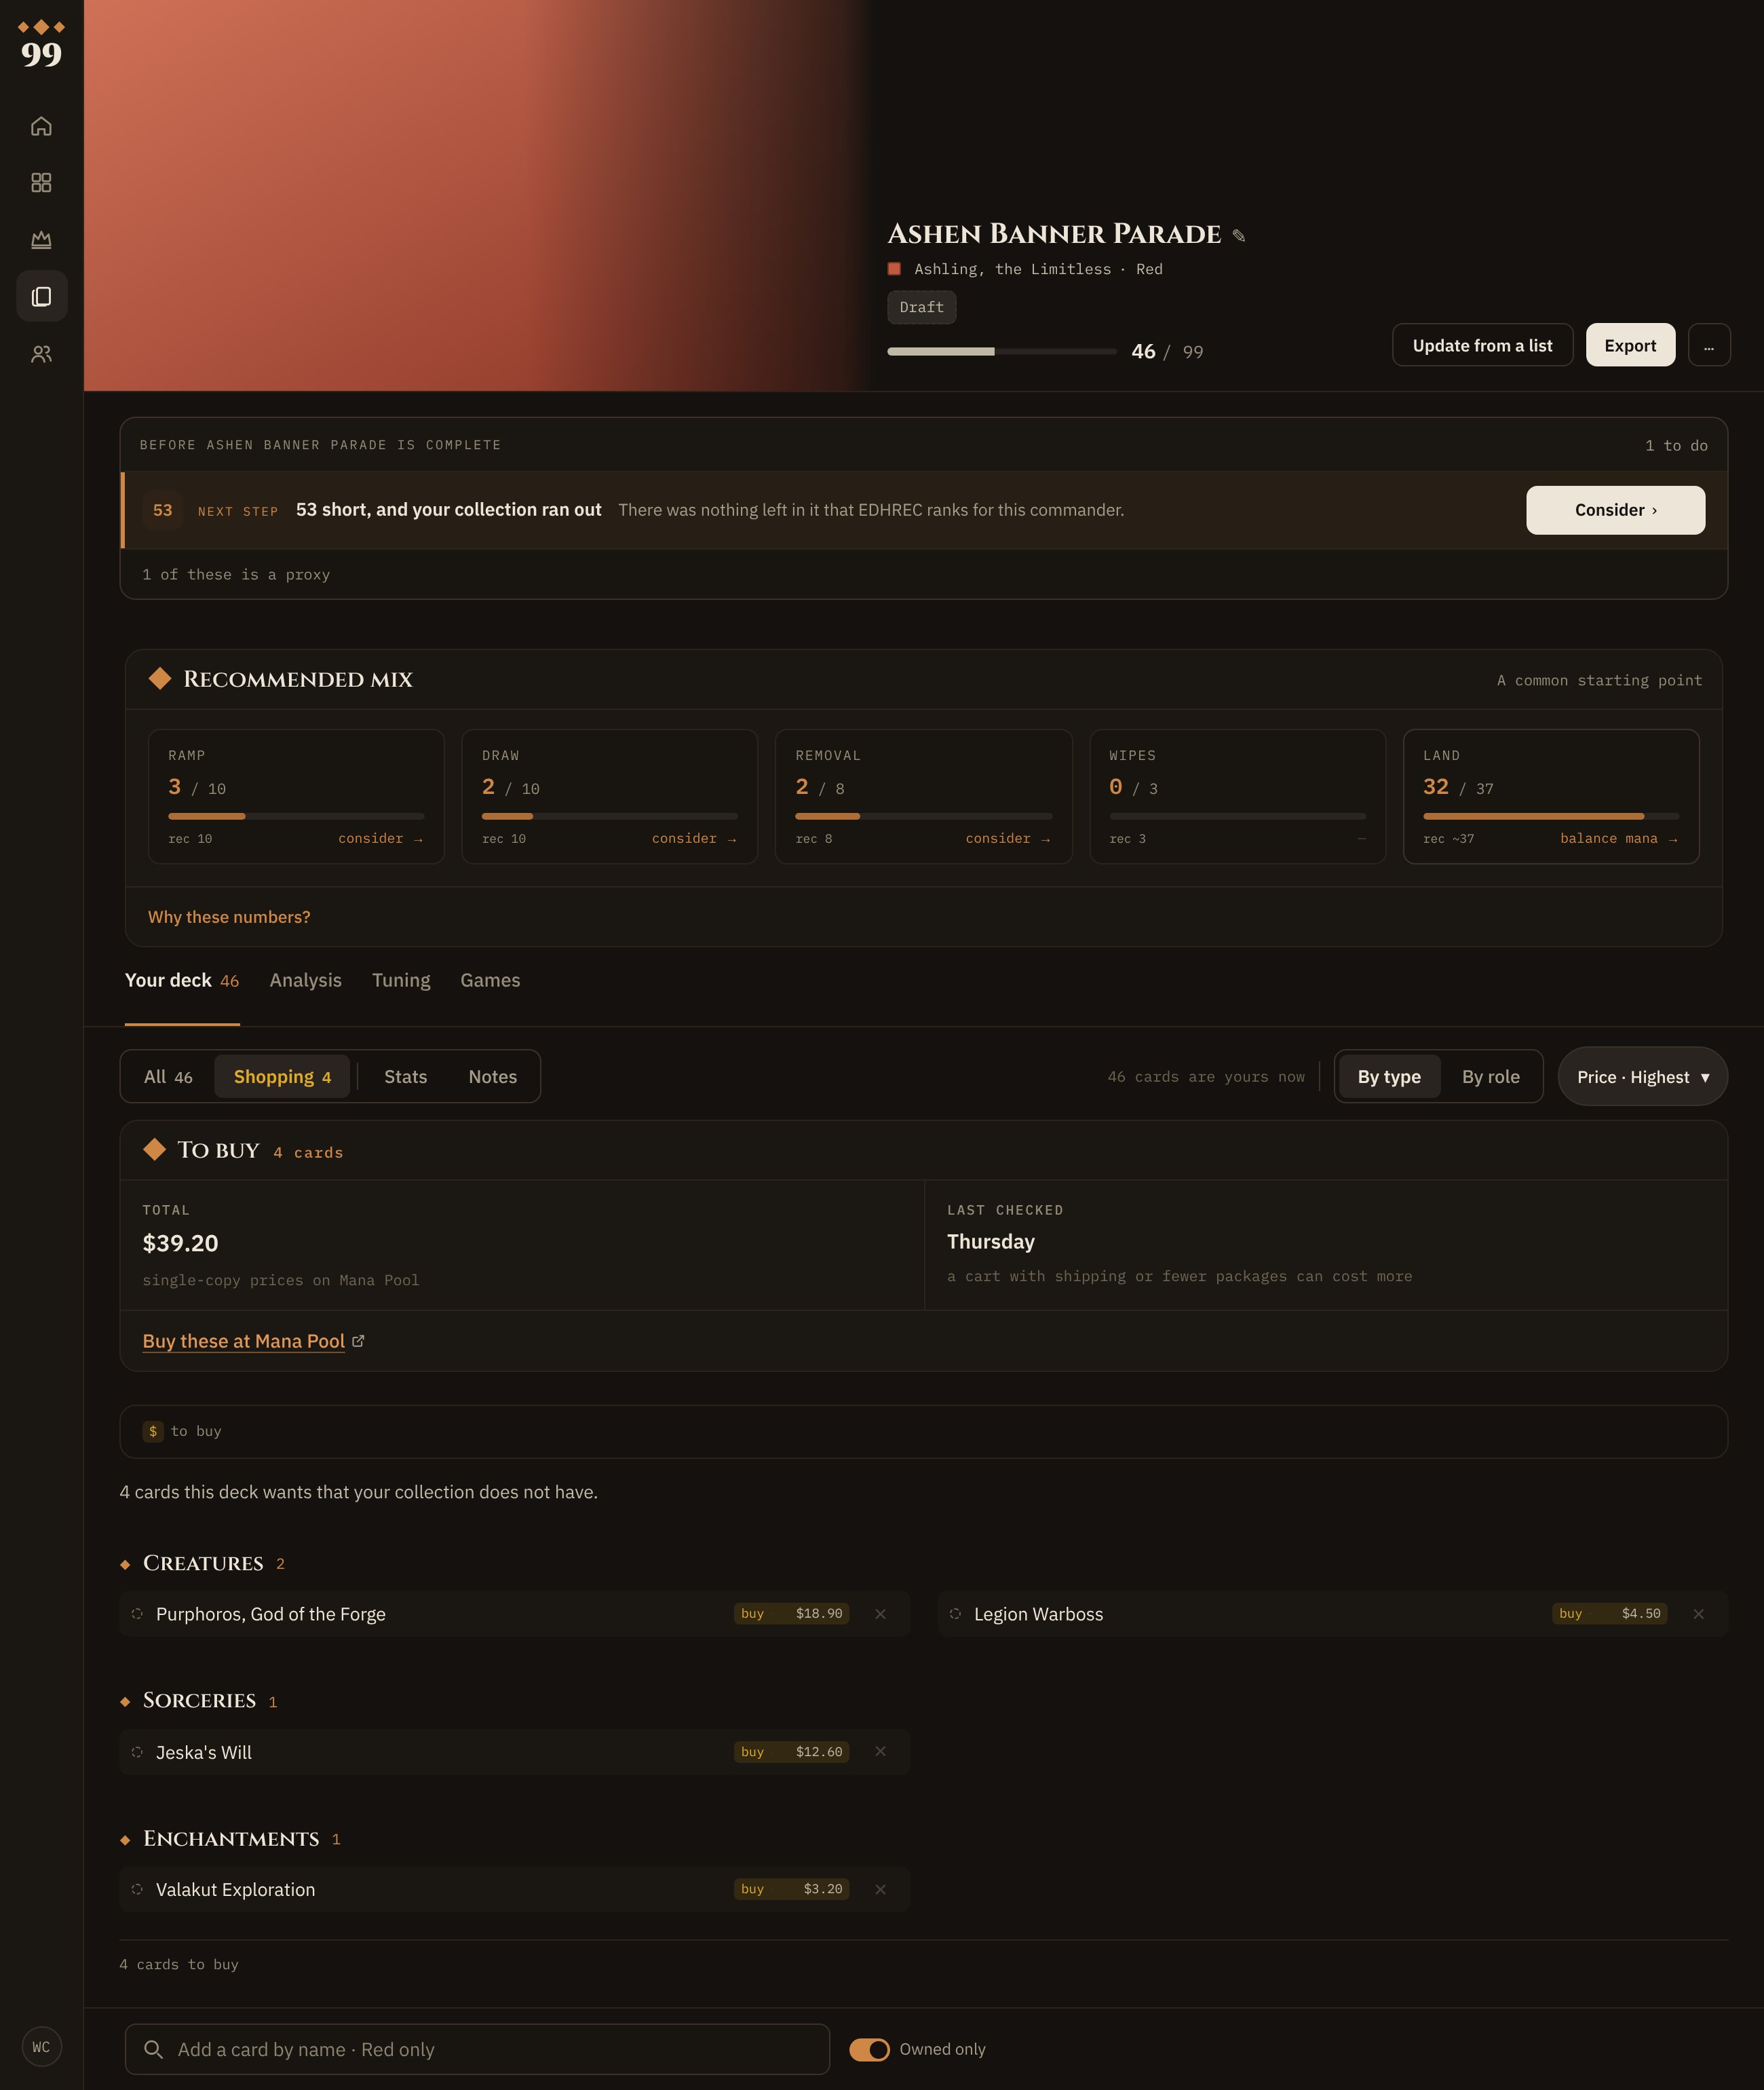 99
Ashen Banner Parade ✎
Ashling, the Limitless · Red
Draft
46 / 99
Update from a list
Export
…
BEFORE ASHEN BANNER PARADE IS COMPLETE
1 to do
53 NEXT STEP 53 short, and your collection ran out There was nothing left in it that EDHREC ranks for this commander.
Consider ›
1 of these is a proxy
Recommended mix
A common starting point
RAMP
3 / 10
rec 10 consider →
DRAW
2 / 10
rec 10 consider →
REMOVAL
2 / 8
rec 8 consider →
WIPES
0 / 3
rec 3 —
LAND
32 / 37
rec ~37 balance mana →
Why these numbers?
Your deck 46 Analysis Tuning Games
All 46 Shopping 4 Stats Notes
46 cards are yours now
By type By role
Price · Highest ▾
To buy 4 cards
TOTAL
$39.20
single-copy prices on Mana Pool
LAST CHECKED
Thursday
a cart with shipping or fewer packages can cost more
Buy these at Mana Pool
$ to buy
4 cards this deck wants that your collection does not have.
Creatures 2
Purphoros, God of the Forge buy $18.90 ×
Legion Warboss buy $4.50 ×
Sorceries 1
Jeska's Will buy $12.60 ×
Enchantments 1
Valakut Exploration buy $3.20 ×
4 cards to buy
WC
Add a card by name · Red only
Owned only